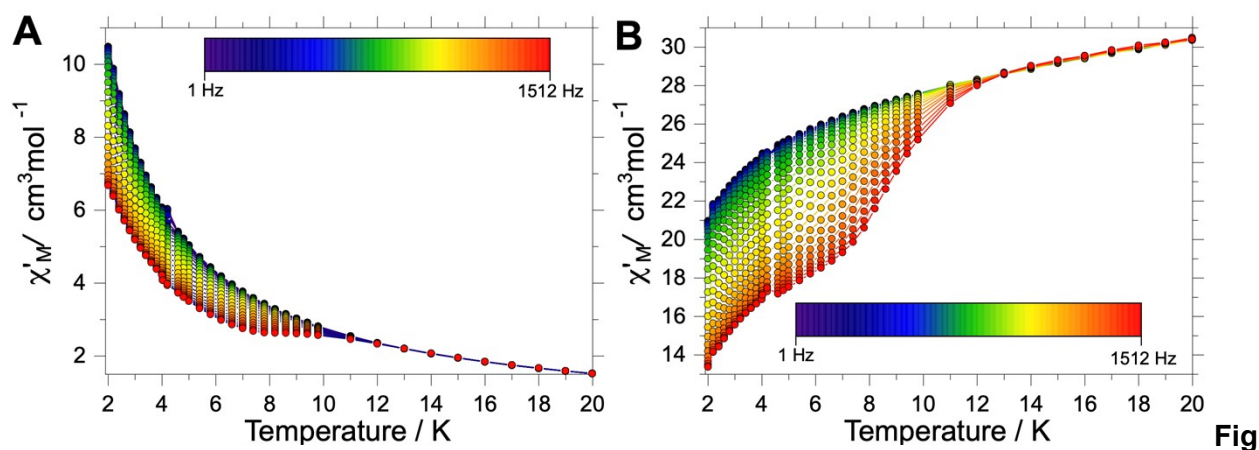 A
B
10
8
6
4
2
χ'M/ cm³mol⁻¹
1 Hz
1512 Hz
2 4 6 8 10 12 14 16 18 20
Temperature / K
30
28
26
24
22
20
18
16
14
χ'M/ cm³mol⁻¹
1 Hz
1512 Hz
2 4 6 8 10 12 14 16 18 20
Temperature / K
Fig